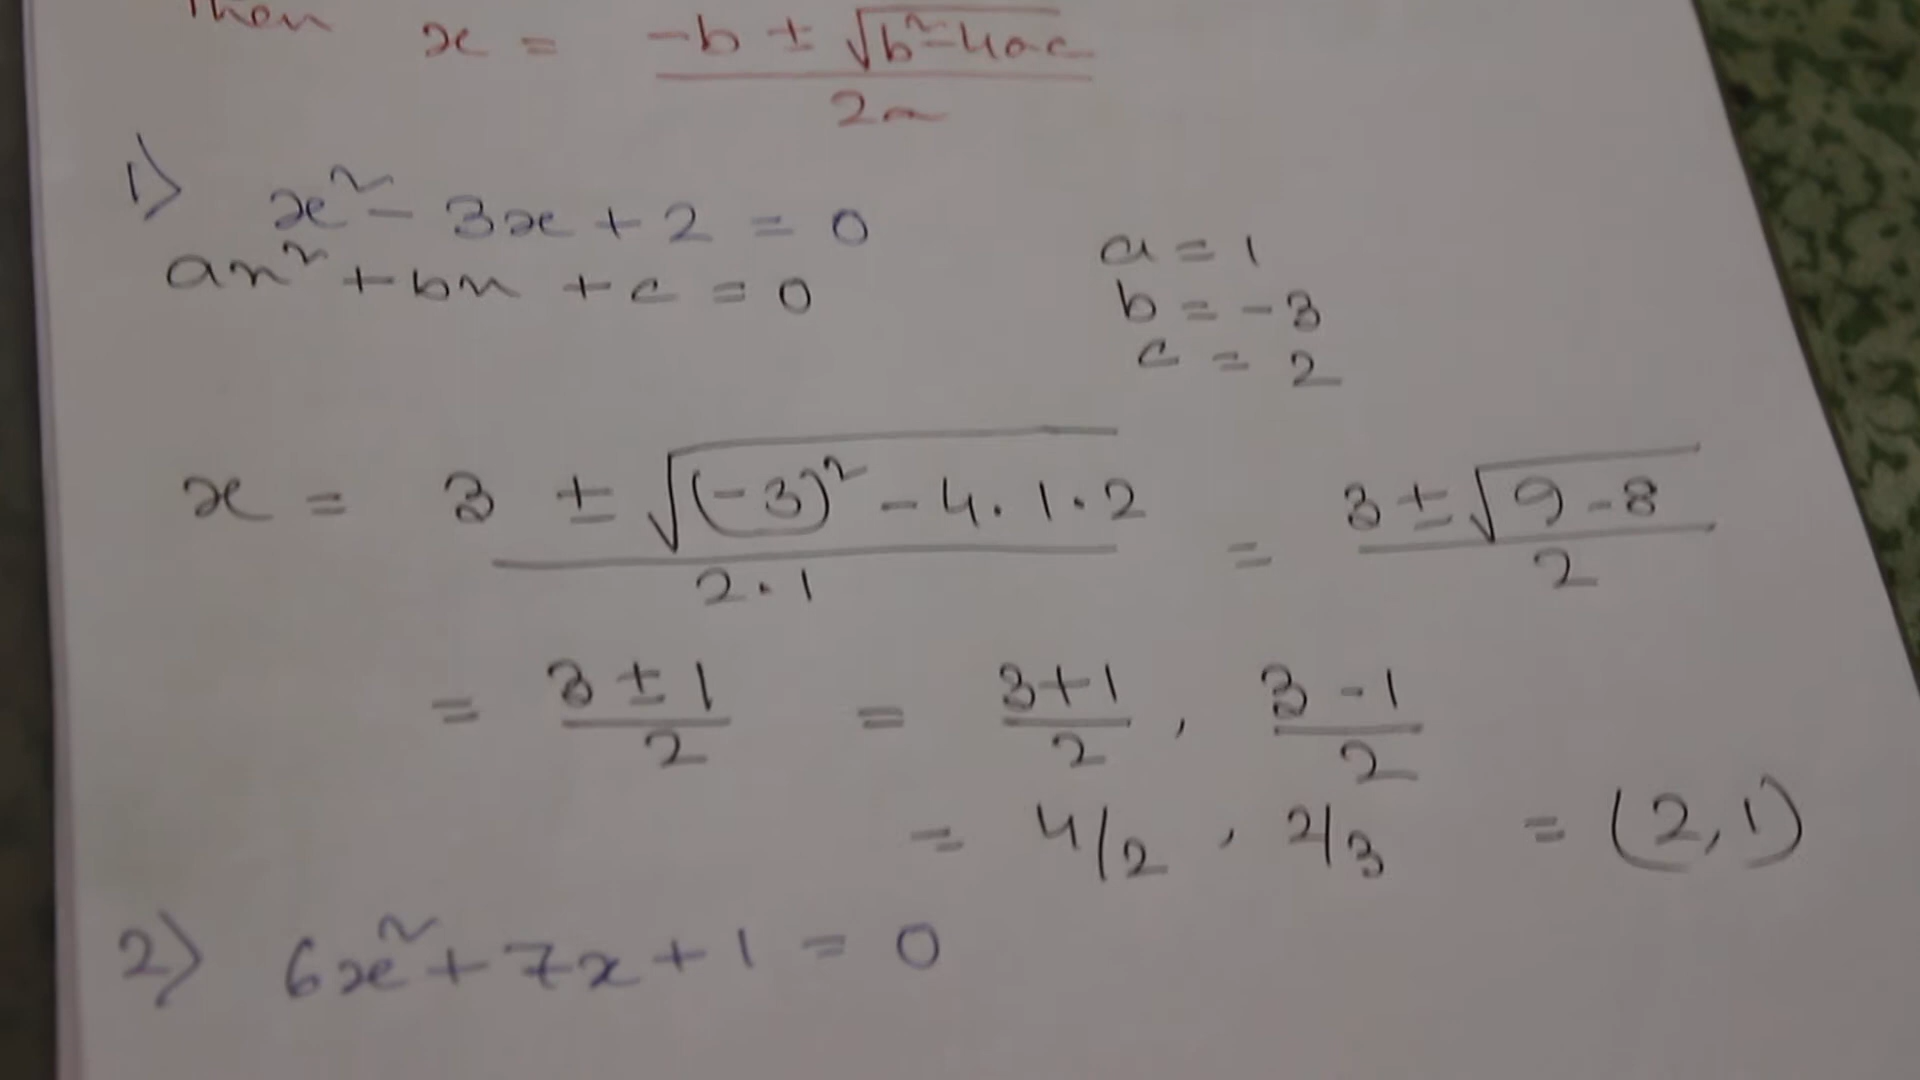 Then x = -b ± √b²-4ac / 2a
1) x² - 3x + 2 = 0
ax² + bx + c = 0
a = 1
b = -3
c = 2
x = 3 ± √(-3)² - 4.1.2 / 2.1 = 3 ± √9-8 / 2
= 3 ± 1 / 2 = 3+1 / 2 , 3-1 / 2
= 4/2 , 2/3 = (2,1)
2) 6x² + 7x + 1 = 0